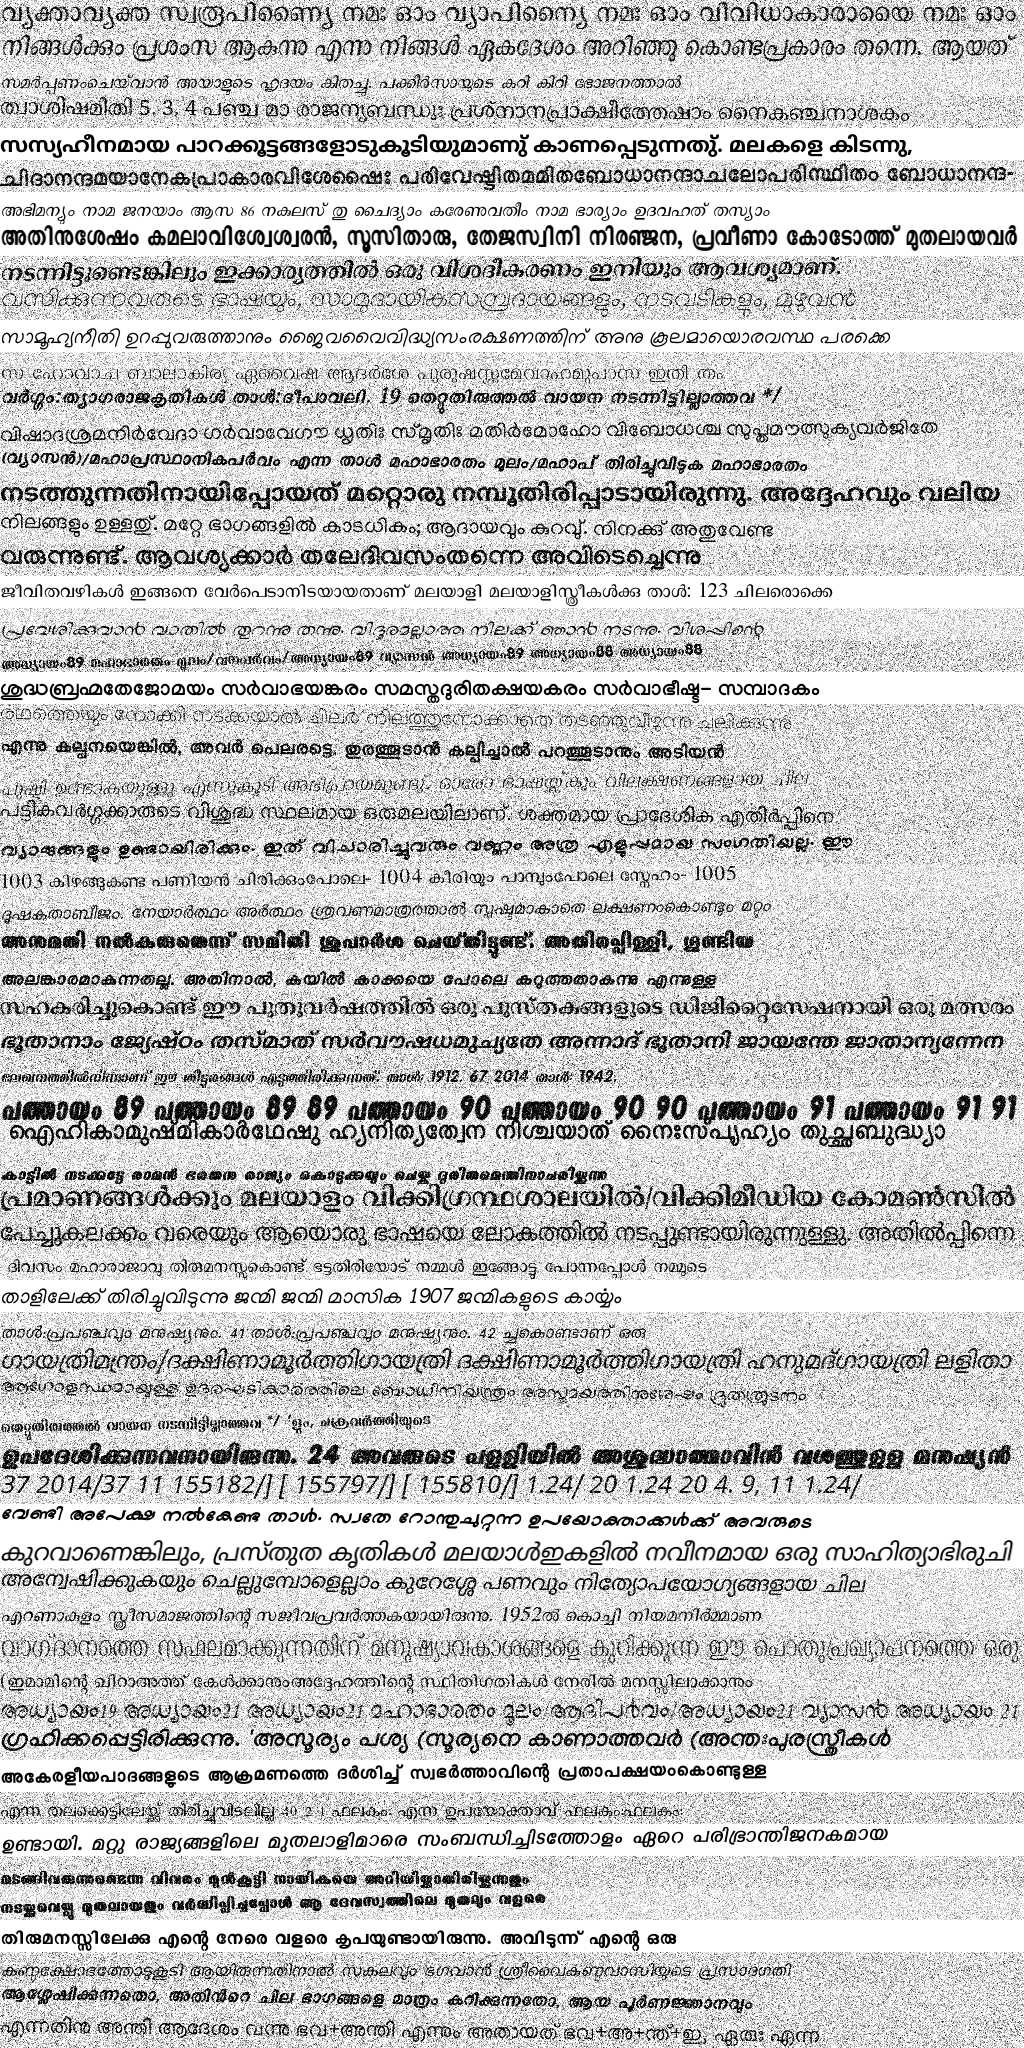 വ്യക്താവ്യക്ത സ്വരൂപിണ്യൈ നമഃ ഓം വ്യാപിന്യൈ നമഃ ഓം വിവിധാകാരായൈ നമഃ ഓം
നിങ്ങൾക്കും പ്രശംസ ആകുന്നു എന്നു നിങ്ങൾ ഏകദേശം അറിഞ്ഞു കൊണ്ടപ്രകാരം തന്നെ. ആയത്
സമർപ്പണംചെയ്‌വാൻ അയാളുടെ ഹൃദയം കിതച്ചു. പക്കിർസായുടെ കറി കിറി ഭോജനത്താൽ
ത്വാശിഷമിതി 5. 3, 4 പഞ്ച മാ രാജന്യബന്ധുഃ പ്രശ്നാനപ്രാക്ഷീത്തേഷാം നൈകഞ്ചനാശകം
സസ്യഹീനമായ പാറക്കൂട്ടങ്ങളോടുകൂടിയുമാണു് കാണപ്പെടുന്നതു്. മലകളെ കിടന്നു,
ചിദാനന്ദമയാനേകപ്രാകാരവിശേഷൈഃ പരിവേഷ്ടിതമമിതബോധാനന്ദാചലോപരിസ്ഥിതം ബോധാനന്ദ-
അഭിമന്യും നാമ ജനയാം ആസ 86 നകുലസ് തു ചൈദ്യാം കരേണുവതീം നാമ ഭാര്യാം ഉദവഹത് തസ്യാം
അതിനുശേഷം കമലാവിശ്വേശ്വരൻ, സൂസിതാരു, തേജസ്വിനി നിരഞ്ജന, പ്രവീണാ കോടോത്ത് മുതലായവർ
നടന്നിട്ടുണ്ടെങ്കിലും ഇക്കാര്യത്തിൽ ഒരു വിശദീകരണം ഇനിയും ആവശ്യമാണ്.
വസിക്കുന്നവരുടെ ഭാഷയും, സാമുദായികസമ്പ്രദായങ്ങളും, നടവടികളും, മുഴുവൻ
സാമൂഹ്യനീതി ഉറപ്പുവരുത്താനും ജൈവവൈവിദ്ധ്യസംരക്ഷണത്തിന് അനു കൂലമായൊരവസ്ഥ പരക്കെ
സ ഹോവാച ബാലാകിര്യ ഏവൈഷ ആദർശേ പുരുഷസ്തമേവാഹമുപാസ ഇതി തം
വർഗ്ഗം:ത്യാഗരാജകൃതികൾ താൾ:ദീപാവലി. 19 തെറ്റുതിരുത്തൽ വായന നടന്നിട്ടില്ലാത്തവ */
വിഷാദശ്രമനിർവേദാ ഗർവാവേഗൗ ധൃതിഃ സ്മൃതിഃ മതിർമോഹോ വിബോധശ്ച സുപ്തമൗത്സുക്യവർജിതേ
(വ്യാസൻ)/മഹാപ്രസ്ഥാനികപർവം എന്ന താൾ മഹാഭാരതം മൂലം/മഹാപ് തിരിച്ചുവിടുക മഹാഭാരതം
നടത്തുന്നതിനായിപ്പോയത് മറ്റൊരു നമ്പൂതിരിപ്പാടായിരുന്നു. അദ്ദേഹവും വലിയ
നിലങ്ങളും ഉള്ളതു്. മറ്റേ ഭാഗങ്ങളിൽ കാടധികം; ആദായവും കുറവു്. നിനക്കു് അതുവേണ്ട
വരുന്നുണ്ട്. ആവശ്യക്കാർ തലേദിവസംതന്നെ അവിടെച്ചെന്നു
ജീവിതവഴികൾ ഇങ്ങനെ വേർപെടാനിടയായതാണ് മലയാളി മലയാളിസ്ത്രീകൾക്കു താൾ: 123 ചിലരൊക്കെ
പ്രവേശിക്കുവാൻ വാതിൽ തുറന്നു തന്നു. വിദൂരമല്ലാത്ത നിലക്ക് ഞാൻ നടന്നു. വിശപ്പിന്റെ
അദ്ധ്യായം89 മഹാഭാരതം മൂലം/വനപർവം/അദ്ധ്യായം89 വ്യാസൻ അധ്യായം89 അദ്ധ്യായം88 അദ്ധ്യായം88
ശുദ്ധബ്രഹ്മതേജോമയം സർവാഭയങ്കരം സമസ്തദുരിതക്ഷയകരം സർവാഭീഷ്ട- സമ്പാദകം
രഥത്തെയും നോക്കി നടക്കയാൽ ചിലർ നിലത്തുനോക്കാതെ തടഞ്ഞുവീഴുന്നു ചലിക്കുന്നു
എന്നു കല്പനയെങ്കിൽ, അവർ പെലരട്ടെ, തുരത്തൂടാൻ കല്പിച്ചാൽ പറത്തൂടാനും അടിയൻ
പുഷ്ടി ഉണ്ടാകയുള്ളൂ എന്നുകൂടി അഭിപ്രായമുണ്ടു്. ഓരോ ഭാഷയ്ക്കും വിലക്ഷണങ്ങളായ ചില
പട്ടികവർഗ്ഗക്കാരുടെ വിശുദ്ധ സ്ഥലമായ ഒരുമലയിലാണ്. ശക്തമായ പ്രാദേശിക എതിർപ്പിനെ
വ്യാഴങ്ങളും ഉണ്ടായിരിക്കും. ഇത് വിചാരിച്ചുവരും വണ്ണം അത്ര എളുപ്പമായ സംഗതിയല്ല. ഈ
1003 കിഴങ്ങുകണ്ട പണിയൻ ചിരിക്കുംപോലെ- 1004 കീരിയും പാമ്പുംപോലെ സ്നേഹം- 1005
ദൂഷകതാബീജം. നേയാർത്ഥം അർത്ഥം ശ്രവണമാത്രത്താൽ സ്പഷ്ടമാകാതെ ലക്ഷണംകൊണ്ടും മറ്റും
അനുമതി നൽകരുതെന്ന് സമിതി ശുപാർശ ചെയ്തിട്ടുണ്ട്. അതിരപ്പിള്ളി, ഗുണ്ടിയ
അലങ്കാരമാകുന്നതല്ല. അതിനാൽ, കുയിൽ കാക്കയെ പോലെ കറുത്തതാകുന്നു എന്നുള്ള
സഹകരിച്ചുകൊണ്ട് ഈ പുതുവർഷത്തിൽ ഒരു പുസ്തകങ്ങളുടെ ഡിജിറ്റൈസേഷനായി ഒരു മത്സരം
ഭൂതാനാം ജ്യേഷ്ഠം തസ്മാത് സർവൗഷധമുച്യതേ അന്നാദ് ഭൂതാനി ജായന്തേ ജാതാന്യന്നേന
ലേഖനത്തിൽനിന്നാണ് ഈ തീട്ടൂരങ്ങൾ എടുത്തിരിക്കുന്നത്. താൾ: 1912. 67 2014 താൾ: 1942.
പത്തായം 89 പത്തായം 89 89 പത്തായം 90 പത്തായം 90 90 പത്തായം 91 പത്തായം 91 91
ഐഹികാമുഷ്മികാർഥേഷു ഹ്യനിത്യത്വേന നിശ്ചയാത് നൈഃസ്പൃഹ്യം തുച്ഛബുദ്ധ്യാ
കാട്ടിൽ നടക്കട്ടേ രാമൻ ഭരതനു രാജ്യം കൊടുക്കയും ചെയ്ക ദുരിതമെന്തിനാചരിയ്ക്കുന്നു
പ്രമാണങ്ങൾക്കും മലയാളം വിക്കിഗ്രന്ഥശാലയിൽ/വിക്കിമീഡിയ കോമൺസിൽ
പേച്ചുകലക്കം വരെയും ആയൊരു ഭാഷയെ ലോകത്തിൽ നടപ്പുണ്ടായിരുന്നുള്ളു. അതിൽപ്പിന്നെ
ദിവസം മഹാരാജാവു തിരുമനസ്സുകൊണ്ട് ഭട്ടതിരിയോട് നമ്മൾ ഇങ്ങോട്ടു പോന്നപ്പോൾ നമ്മുടെ
താളിലേക്ക് തിരിച്ചുവിടുന്നു ജന്മി ജന്മി മാസിക 1907 ജന്മികളുടെ കാര്യം
താൾ:പ്രപഞ്ചവും മനുഷ്യനും. 41 താൾ:പ്രപഞ്ചവും മനുഷ്യനും. 42 ച്ചുകൊണ്ടാണ് ഒരു
ഗായത്രിമന്ത്രം/ദക്ഷിണാമൂർത്തിഗായത്രി ദക്ഷിണാമൂർത്തിഗായത്രി ഹനുമദ്ഗായത്രി ലളിതാ
ആഗോളസ്ഥമായുള്ള ഉദരഘടികാരത്തിലെ ബോധിനീയന്ത്രം അസ്തമയത്തിനുശേഷം ദ്രുതത്രുടനം
തെറ്റുതിരുത്തൽ വായന നടന്നിട്ടില്ലാത്തവ */ 'ളും, ചക്രവർത്തിയുടെ
ഉപദേശിക്കുന്നവനായിരുന്നു. 24 അവരുടെ പള്ളിയിൽ അശുദ്ധാത്മാവിൻ വശത്തുളള മനുഷ്യൻ
37 2014/37 11 155182/] [ 155797/] [ 155810/] 1.24/ 20 1.24 20 4. 9, 11 1.24/
വേണ്ടി അപേക്ഷ നൽകേണ്ട താൾ. സ്വതേ റോന്തുചുറ്റുന്ന ഉപയോക്താക്കൾക്ക് അവരുടെ
കുറവാണെങ്കിലും, പ്രസ്തുത കൃതികൾ മലയാൾഇകളിൽ നവീനമായ ഒരു സാഹിത്യാഭിരുചി
അന്വേഷിക്കുകയും ചെല്ലുമ്പോളെല്ലാം കുറേശ്ശേ പണവും നിത്യോപയോഗ്യങ്ങളായ ചില
എറണാകുളം സ്ത്രീസമാജത്തിന്റെ സജീവപ്രവർത്തകയായിരുന്നു. 1952ൽ കൊച്ചി നിയമനിർമ്മാണ
വാഗ്ദാനത്തെ സഫലമാക്കുന്നതിന് മനുഷ്യാവകാശങ്ങളെ കുറിക്കുന്ന ഈ പൊതുപ്രഖ്യാപനത്തെ ഒരു
(ഇമാമിന്റെ ഖിറാഅത്ത് കേൾക്കാനുംഅദ്ദേഹത്തിന്റെ സ്ഥിതിഗതികൾ നേരിൽ മനസ്സിലാക്കാനും
അധ്യായം19 അധ്യായം21 അധ്യായം21 മഹാഭാരതം മൂലം/ആദിപർവം/അധ്യായം21 വ്യാസൻ അധ്യായം 21
ഗ്രഹിക്കപ്പെട്ടിരിക്കുന്നു. 'അസൂര്യം പശ്യ (സൂര്യനെ കാണാത്തവർ (അന്തഃപുരസ്ത്രീകൾ
അകേരളീയപാദങ്ങളുടെ ആക്രമണത്തെ ദർശിച്ച് സ്വഭർത്താവിന്റെ പ്രതാപക്ഷയംകൊണ്ടുള്ള
എന്ന തലക്കെട്ടിലേയ്ക്ക് തിരിച്ചുവിടലില്ല 40 2 1 ഫലകം: എന്ന ഉപയോക്താവ് ഫലകം:ഫലകം:
ഉണ്ടായി. മറ്റു രാജ്യങ്ങളിലെ മുതലാളിമാരെ സംബന്ധിച്ചിടത്തോളം ഏറെ പരിഭ്രാന്തിജനകമായ
മടങ്ങിവരുന്നുണ്ടെന്ന വിവരം മുൻകൂട്ടി നായികയെ അറിയിയ്ക്കായിരിയ്ക്കുന്നതും
നടയ്ക്കുവെയ്ച്ചു മുതലായതും വർദ്ധിപ്പിച്ചപ്പോൾ ആ ദേവസ്വത്തിലെ മുതലും വളരെ
തിരുമനസ്സിലേക്കു എന്റെ നേരെ വളരെ കൃപയുണ്ടായിരുന്നു. അവിടുന്ന് എന്റെ ഒരു
കുണ്ഠക്ഷോഭത്തോടുകൂടി ആയിരുന്നതിനാൽ സകലവും ഭഗവാൻ ശ്രീവൈകുണ്ഠവാസിയുടെ പ്രസാദഗതി
ആശ്ലേഷിക്കുന്നതൊ, അതിൻറെ ചില ഭാഗങ്ങളെ മാത്രം കുറിക്കുന്നതോ, ആയ പൂർണജ്ഞാനവും
എന്നതിനു അന്തി ആദേശം വന്നു ഭവ+അന്തി എന്നും അതായത് ഭവ+അ+ന്ത്+ഇ, ഏരുഃ എന്ന